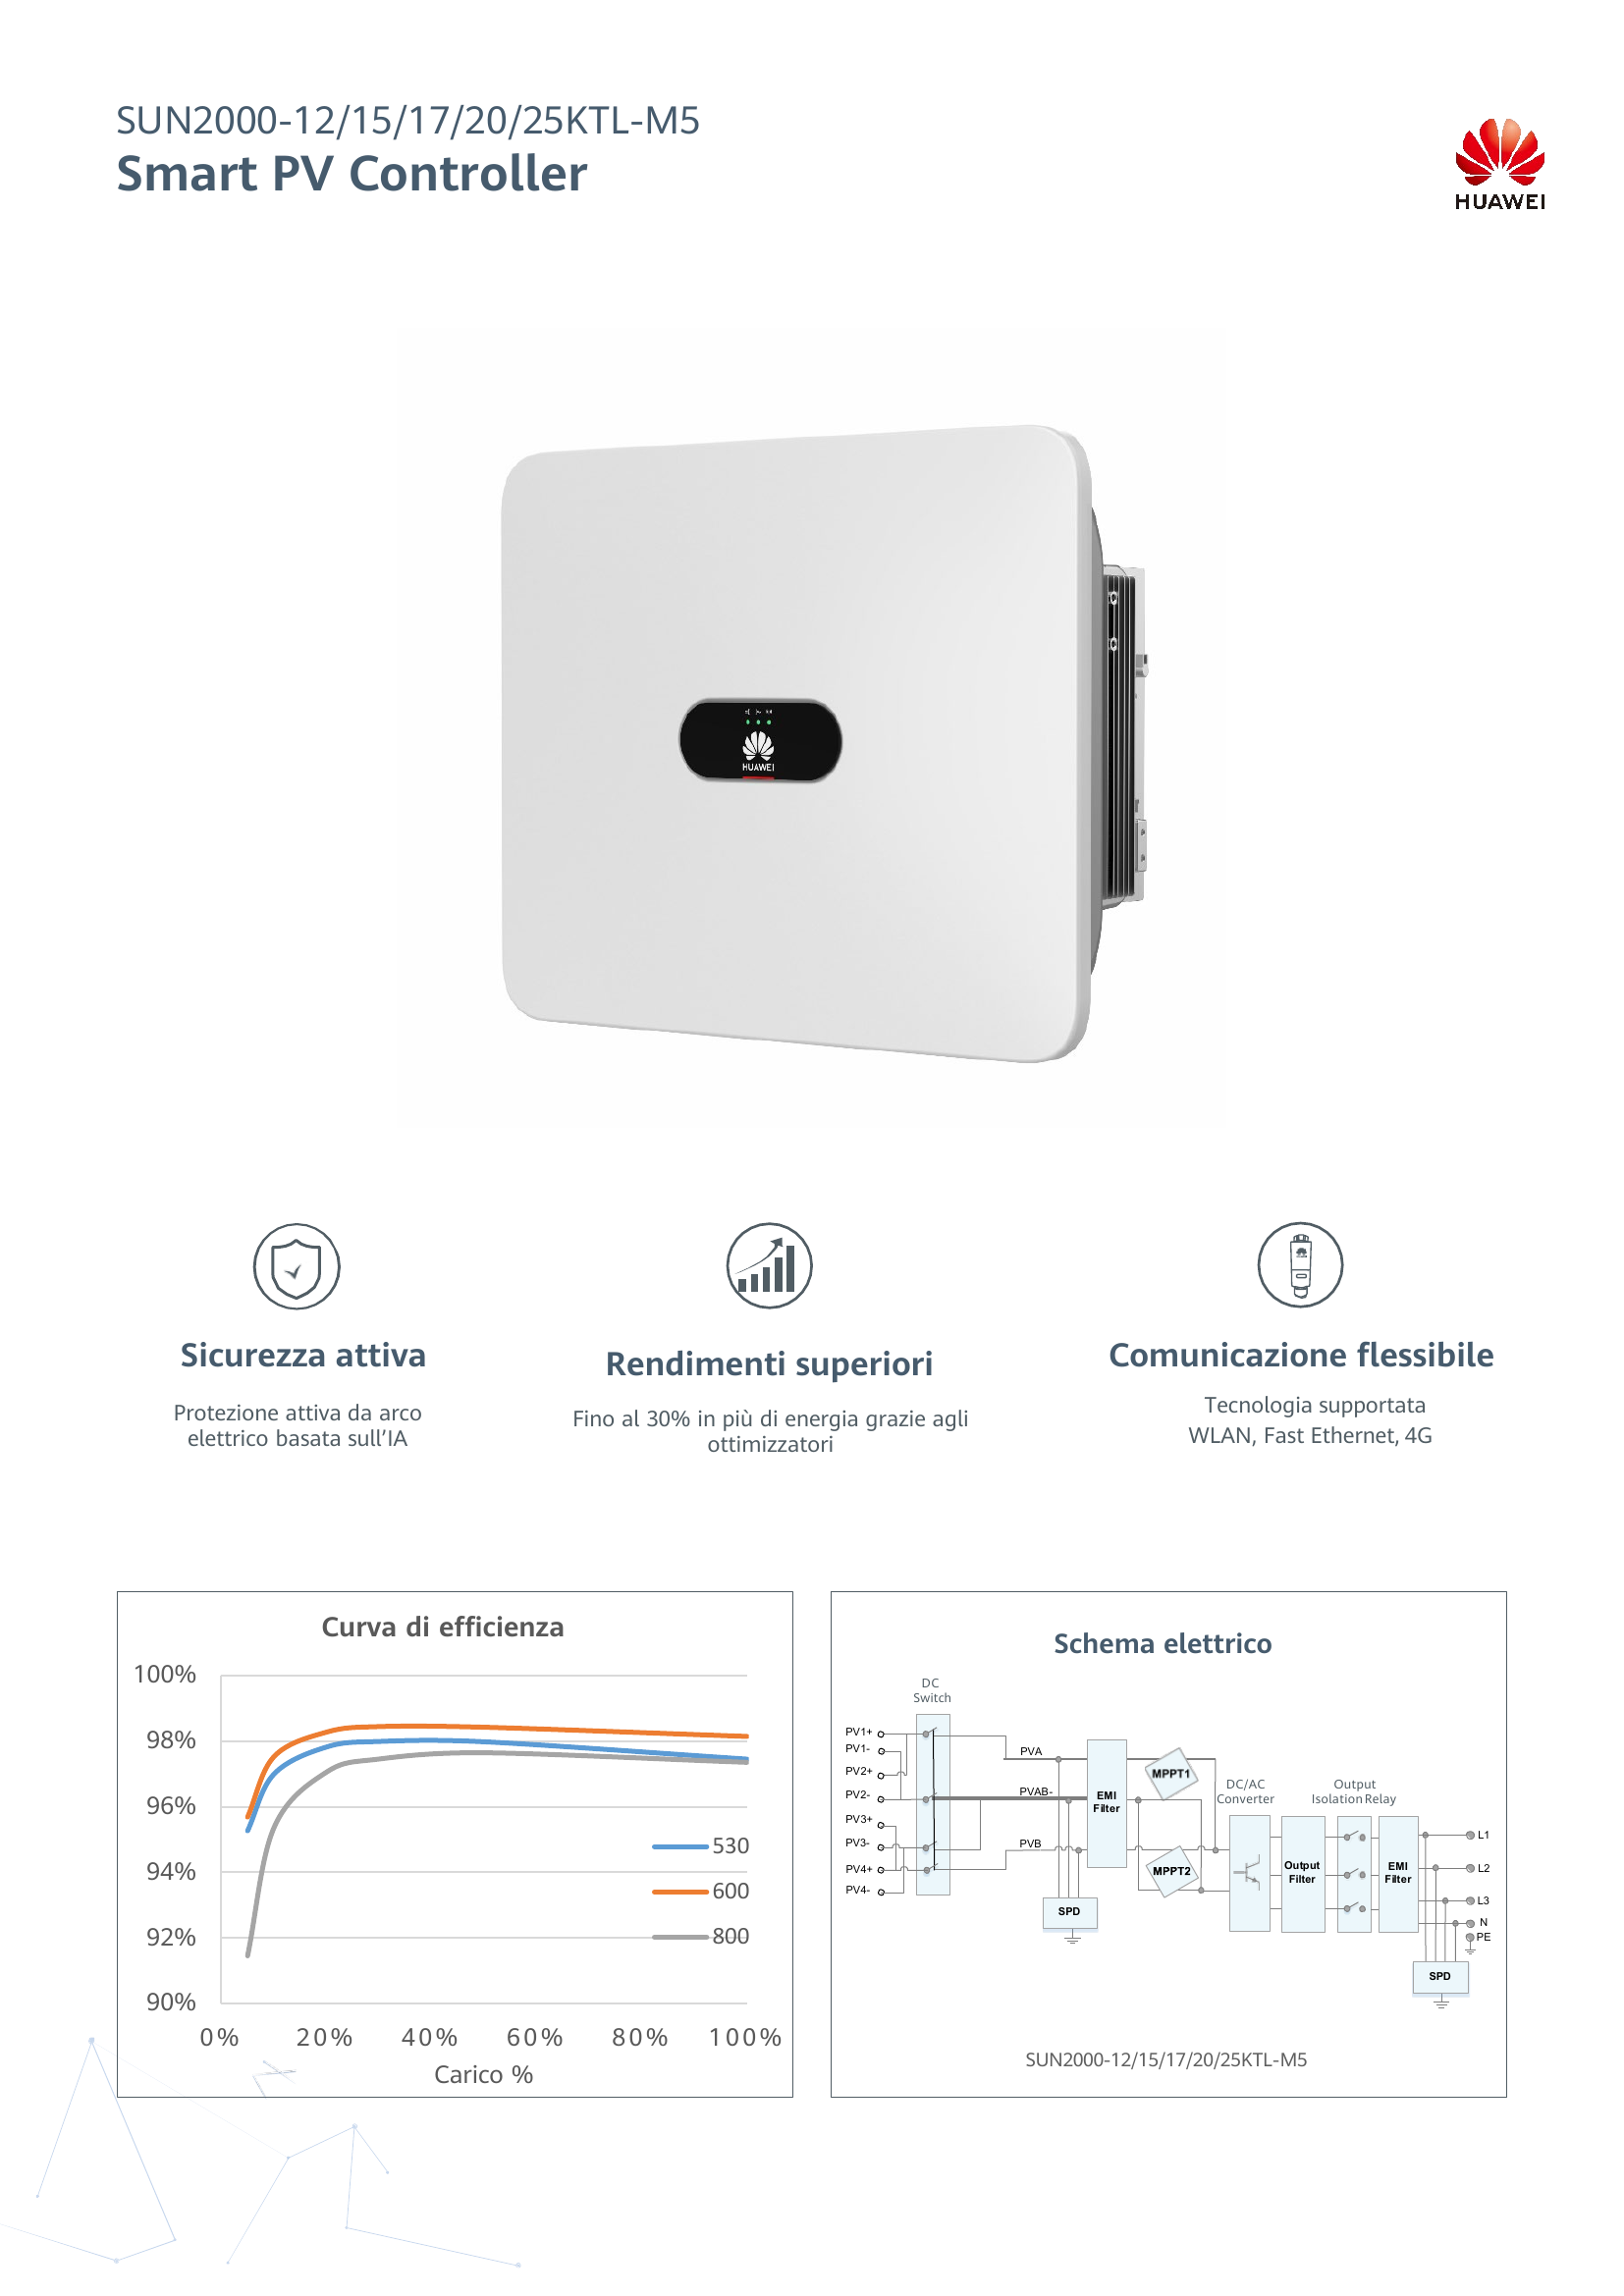 SUN2000-12/15/17/20/25KTL-M5
Smart PV Controller
HUAWEI
HUAWEI
Sicurezza attiva
Protezione attiva da arco
elettrico basata sull’IA
Rendimenti superiori
Fino al 30% in più di energia grazie agli
ottimizzatori
Comunicazione flessibile
Tecnologia supportata
WLAN, Fast Ethernet, 4G
Curva di efficienza
100%
98%
96%
94%
92%
90%
530
600
800
0% 20% 40% 60% 80% 100%
Carico %
Schema elettrico
DC
Switch
PV1+
PV1-
PV2+
PV2-
PV3+
PV3-
PV4+
PV4-
PVA
PVAB-
PVB
SPD
EMI
Filter
MPPT1
MPPT2
DC/AC
Converter
Output
Filter
Output
Isolation Relay
EMI
Filter
L1
L2
L3
N
PE
SPD
SUN2000-12/15/17/20/25KTL-M5